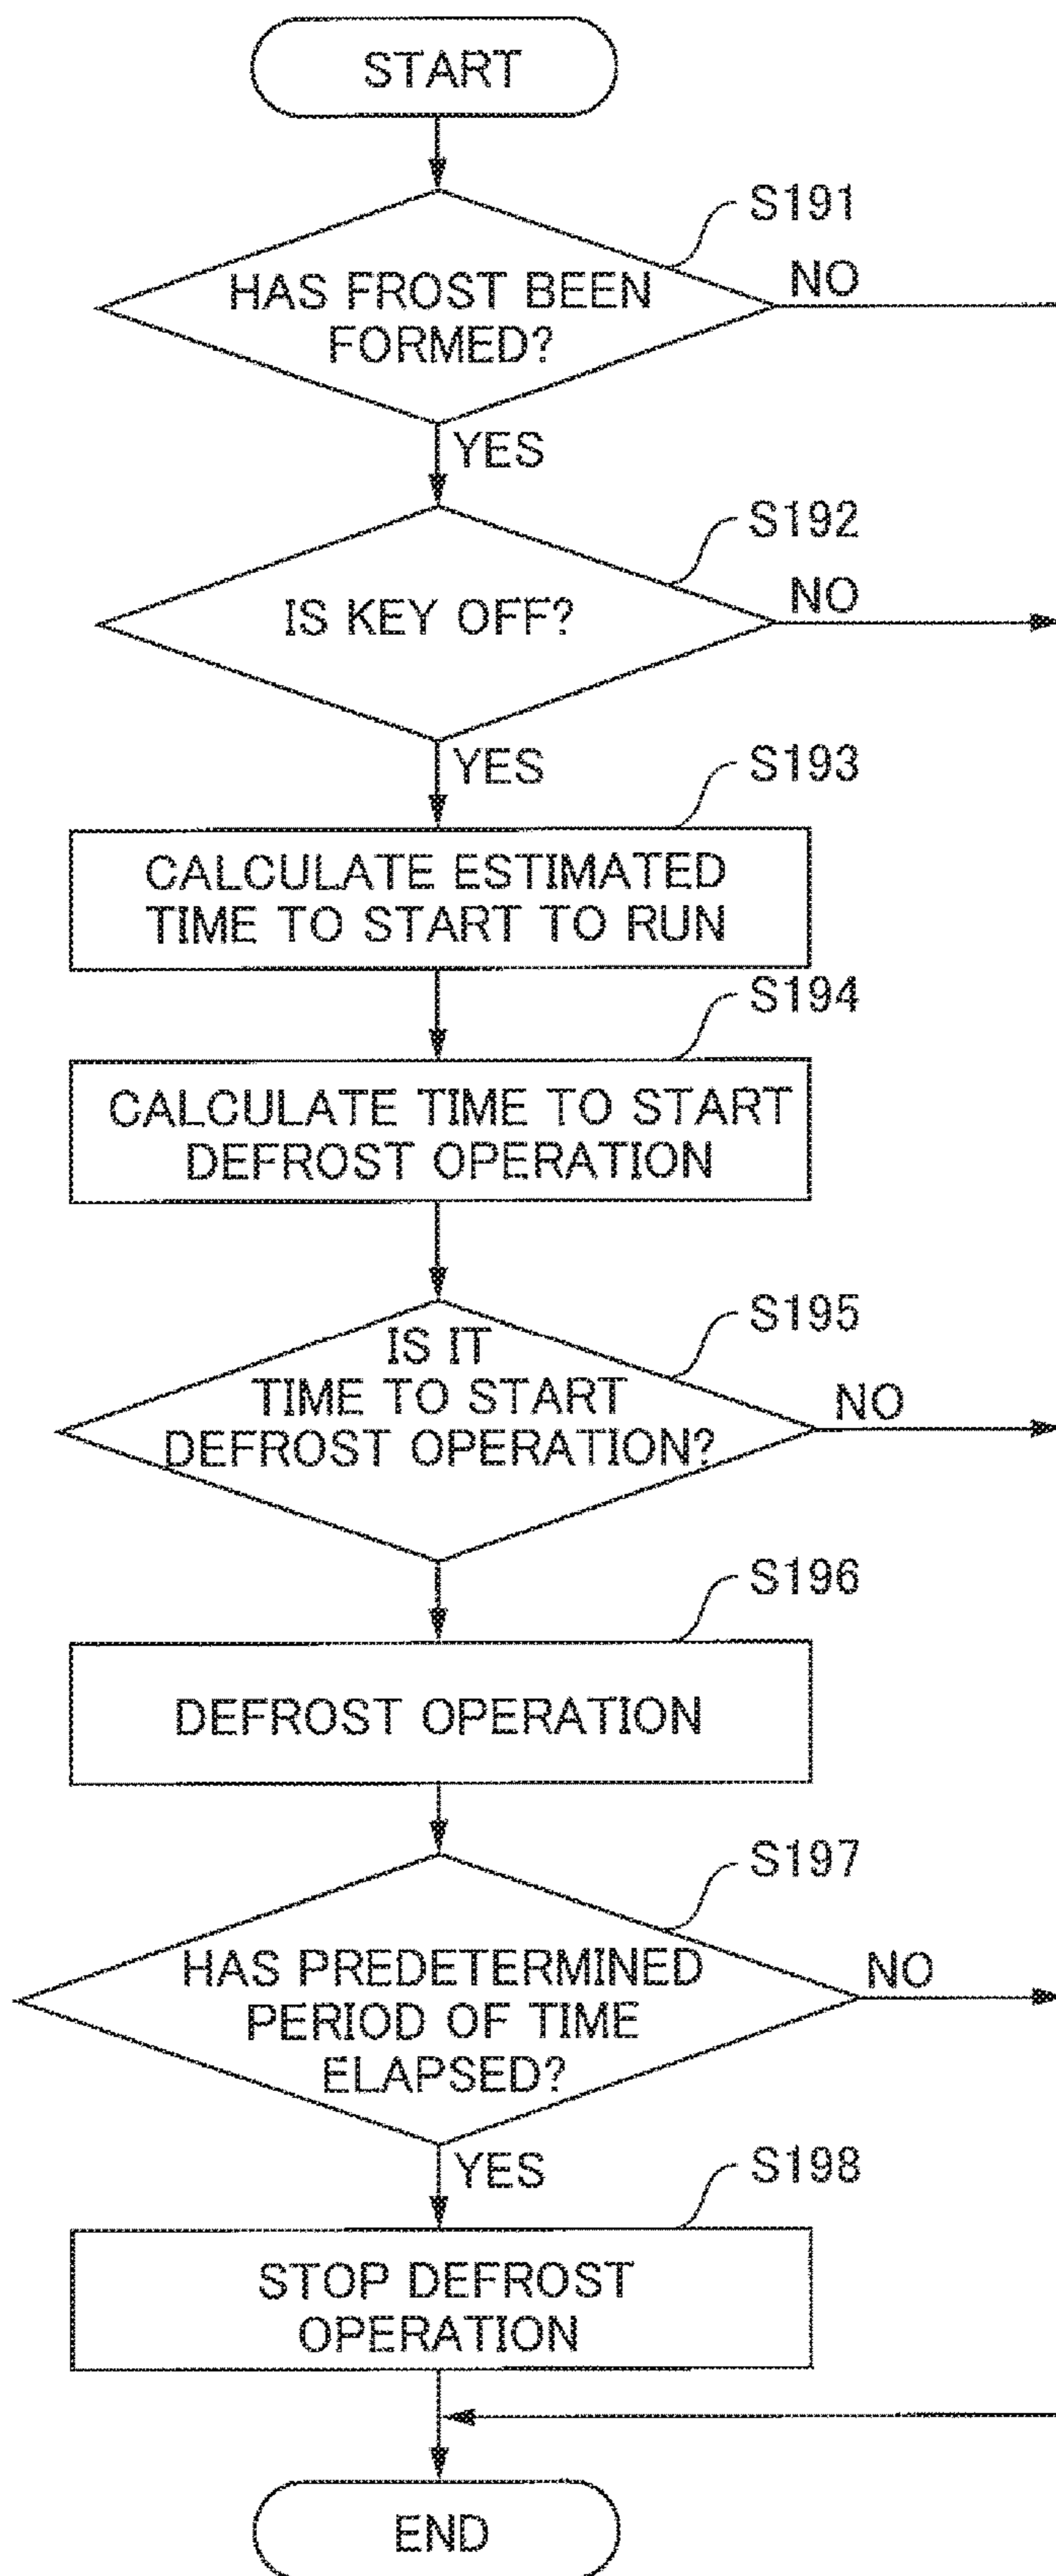 START
S191
HAS FROST BEEN
FORMED?
NO
YES
S192
IS KEY OFF?
NO
YES
S193
CALCULATE ESTIMATED
TIME TO START TO RUN
S194
CALCULATE TIME TO START
DEFROST OPERATION
S195
IS IT
TIME TO START
DEFROST OPERATION?
NO
S196
DEFROST OPERATION
S197
HAS PREDETERMINED
PERIOD OF TIME
ELAPSED?
NO
YES
S198
STOP DEFROST
OPERATION
END